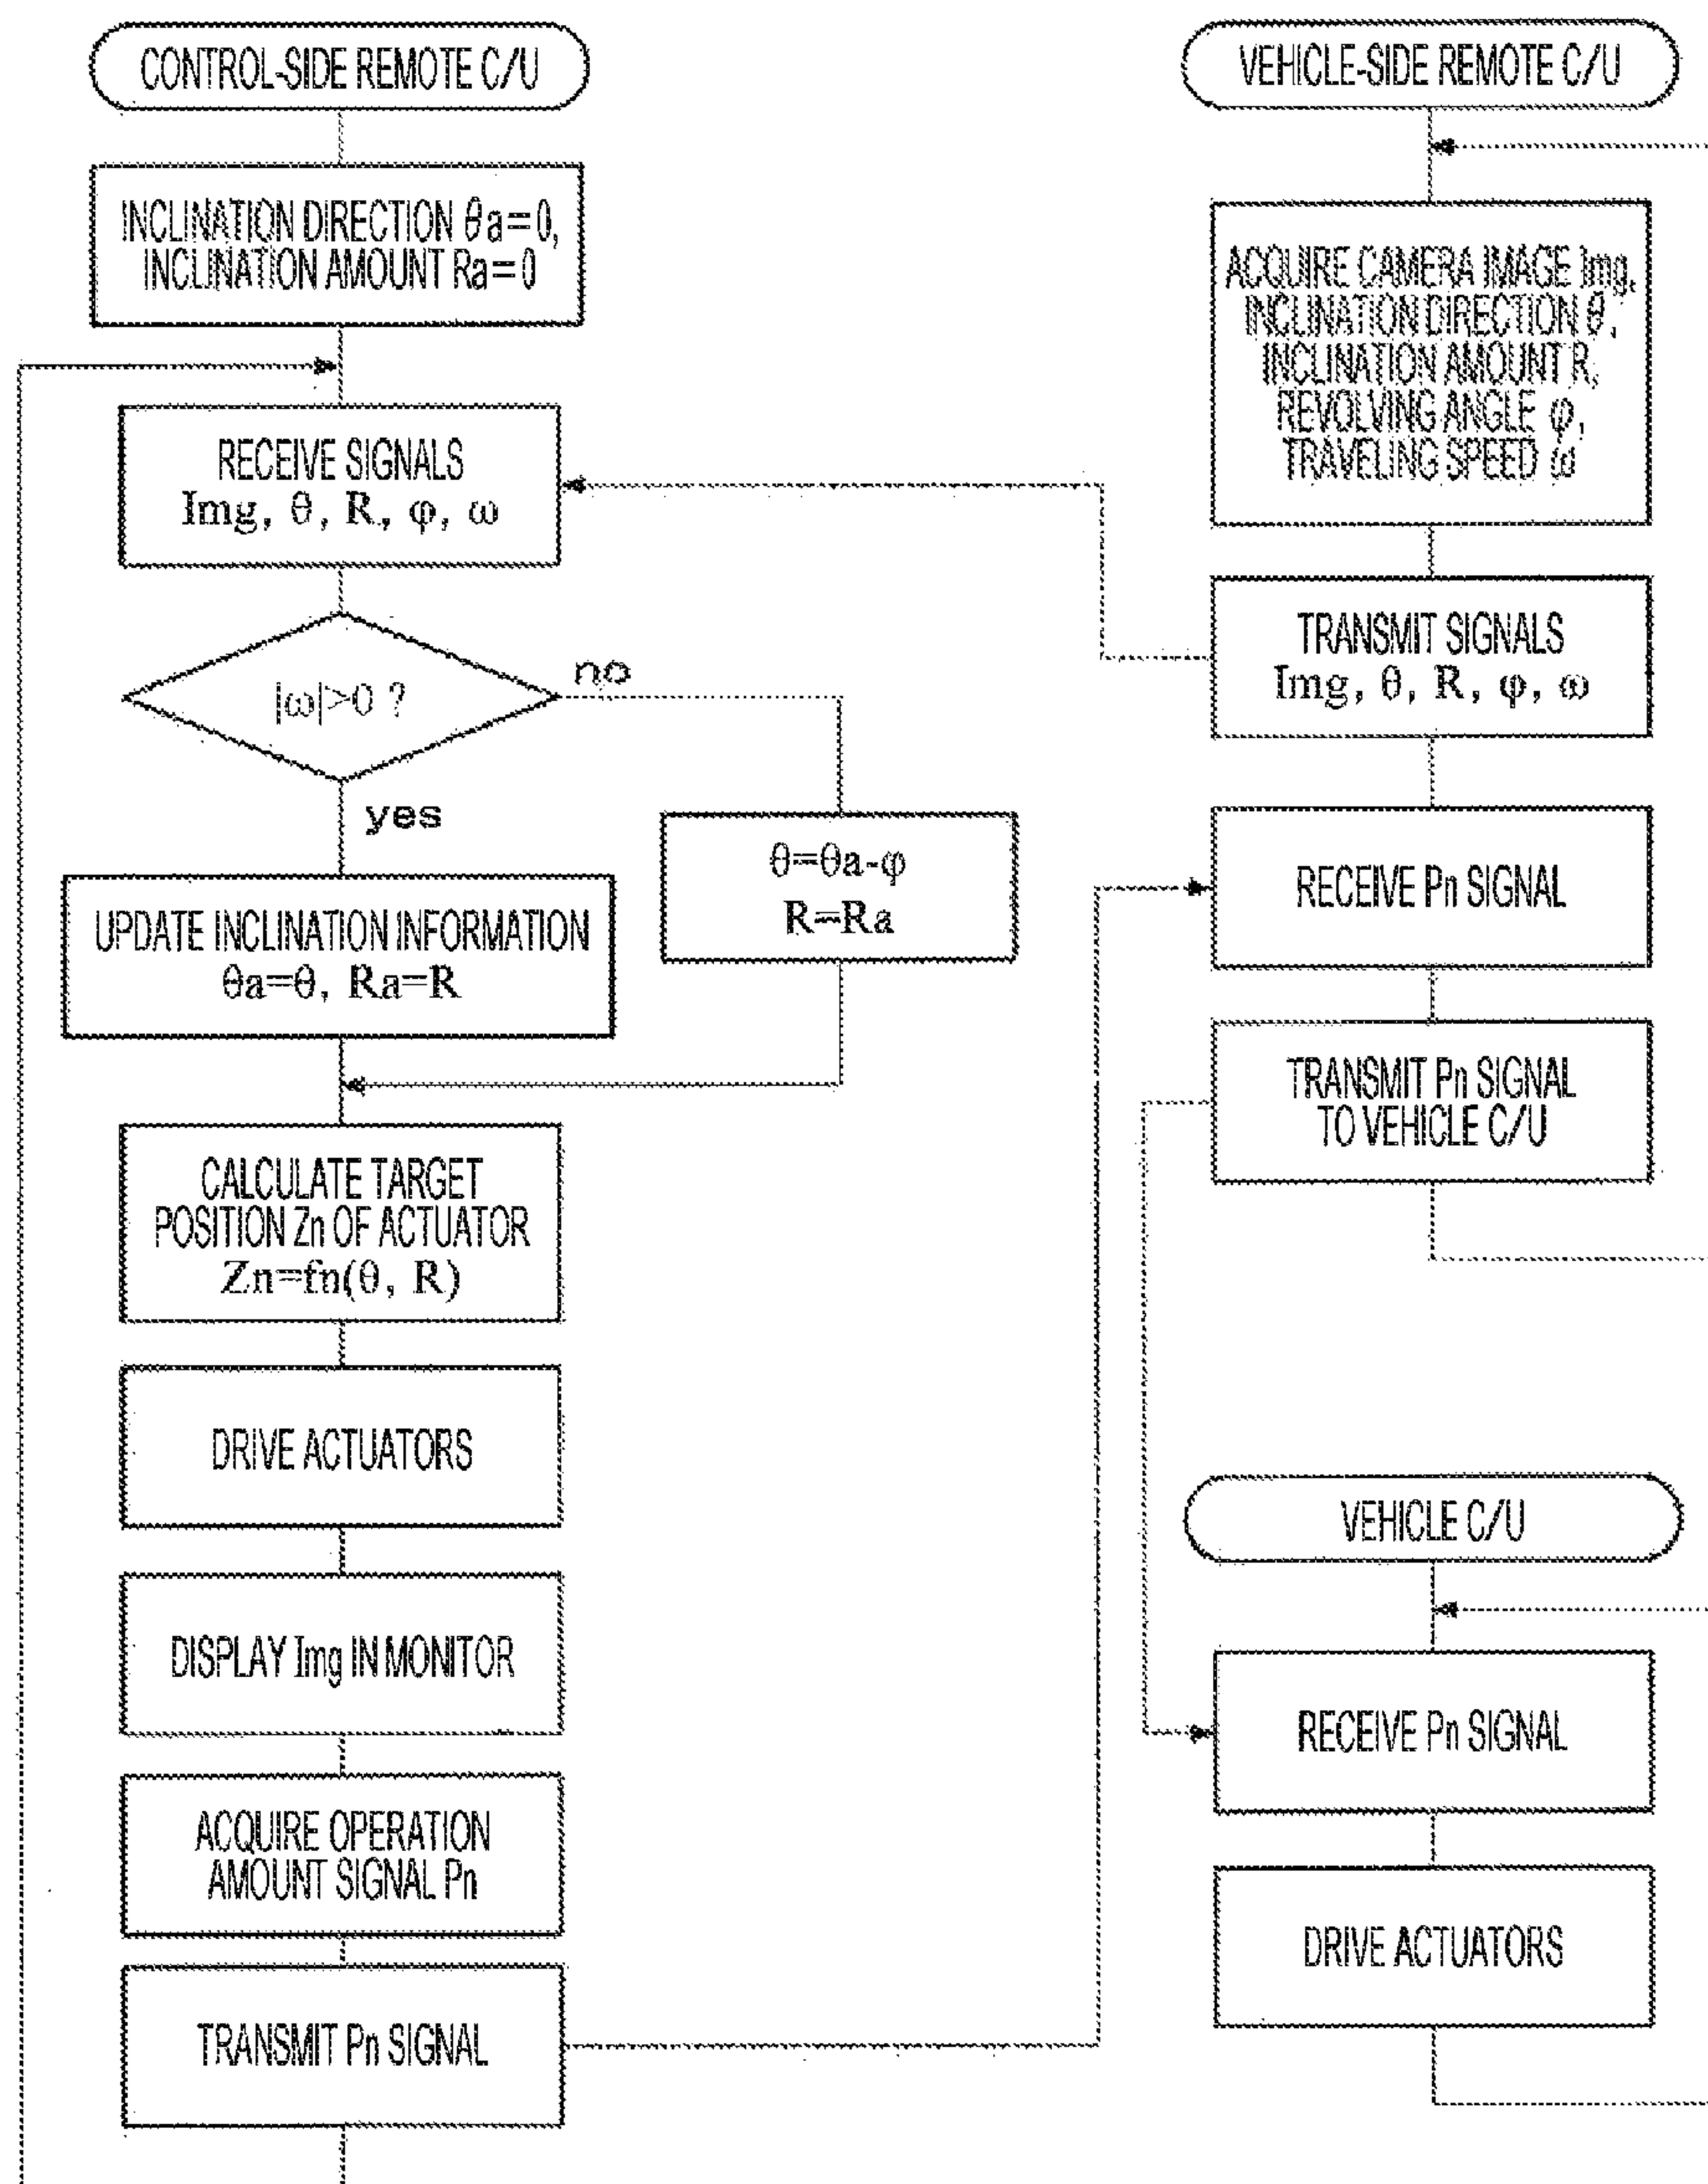 CONTROL-SIDE REMOTE C/U
INCLINATION DIRECTION θa=0,
INCLINATION AMOUNT Ra=0
RECEIVE SIGNALS
Img, θ, R, φ, ω
|ω|>0 ?
no
yes
θ=θa-φ
R=Ra
UPDATE INCLINATION INFORMATION
θa=θ, Ra=R
CALCULATE TARGET
POSITION Zn OF ACTUATOR
Zn=fn(θ, R)
DRIVE ACTUATORS
DISPLAY Img IN MONITOR
ACQUIRE OPERATION
AMOUNT SIGNAL Pn
TRANSMIT Pn SIGNAL
VEHICLE-SIDE REMOTE C/U
ACQUIRE CAMERA IMAGE Img,
INCLINATION DIRECTION θ,
INCLINATION AMOUNT R,
REVOLVING ANGLE φ,
TRAVELING SPEED ω
TRANSMIT SIGNALS
Img, θ, R, φ, ω
RECEIVE Pn SIGNAL
TRANSMIT Pn SIGNAL
TO VEHICLE C/U
VEHICLE C/U
RECEIVE Pn SIGNAL
DRIVE ACTUATORS